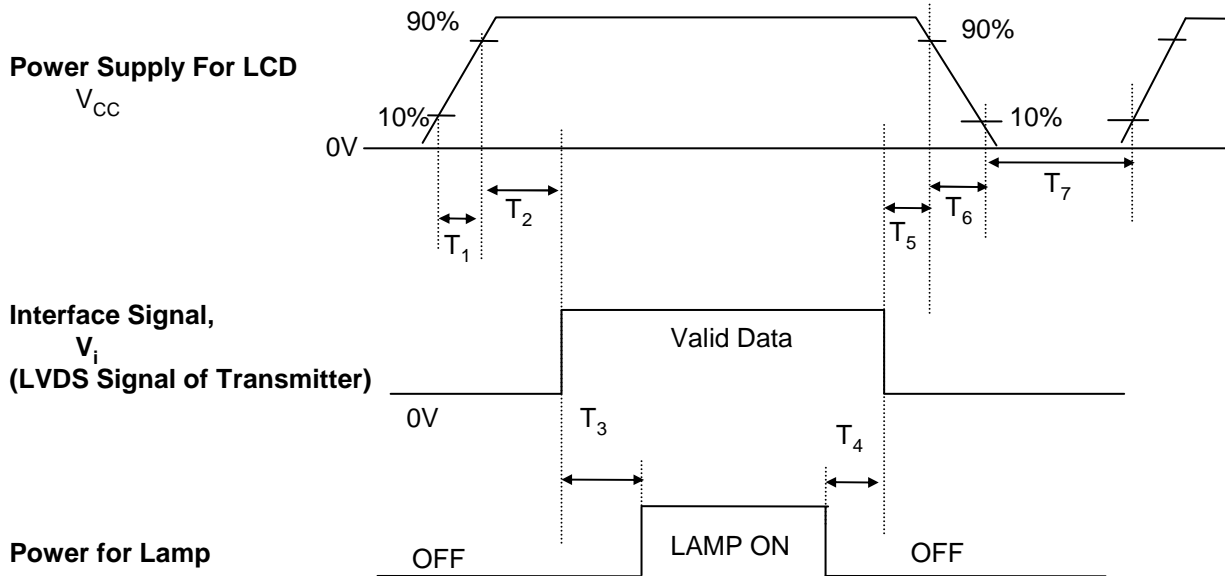 90%
90%
Power Supply For LCD
VCC
10%
10%
0V
T1
T2
T5
T6
T7
Interface Signal,
Vi
(LVDS Signal of Transmitter)
Valid Data
0V
T3
T4
Power for Lamp
OFF
LAMP ON
OFF